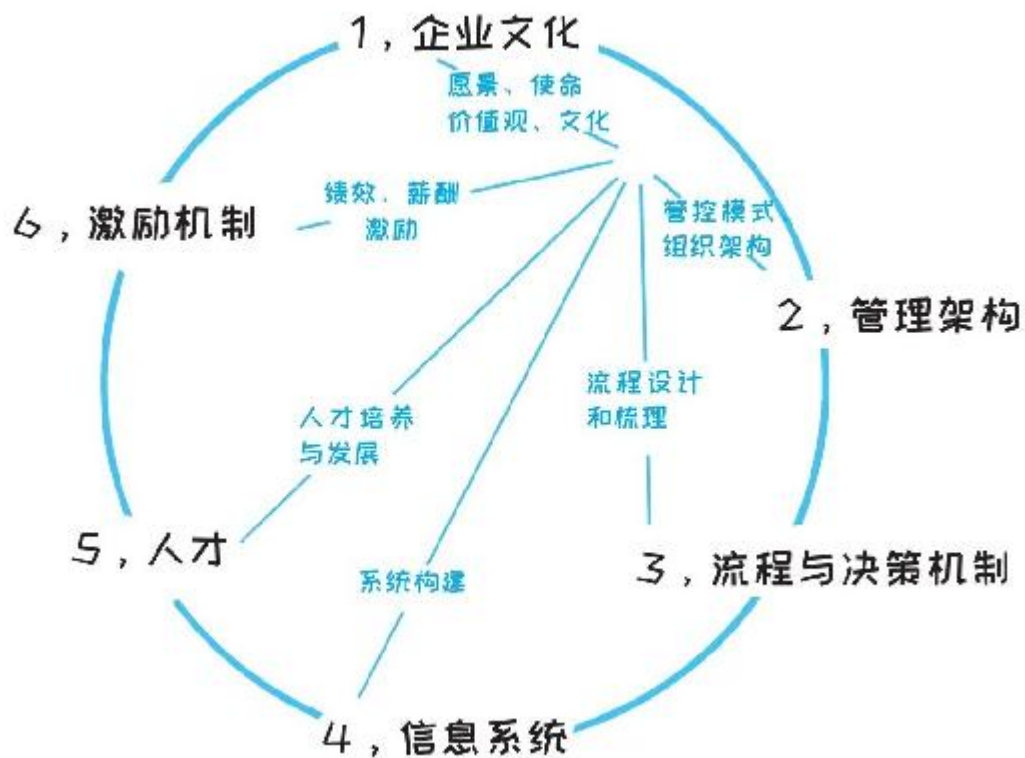 1，企业文化
愿景、使命
价值观、文化
绩效、薪酬
激励
管控模式
组织架构
6，激励机制
2，管理架构
流程设计
和梳理
人才培养
与发展
5，人才
系统构建
3，流程与决策机制
4，信息系统